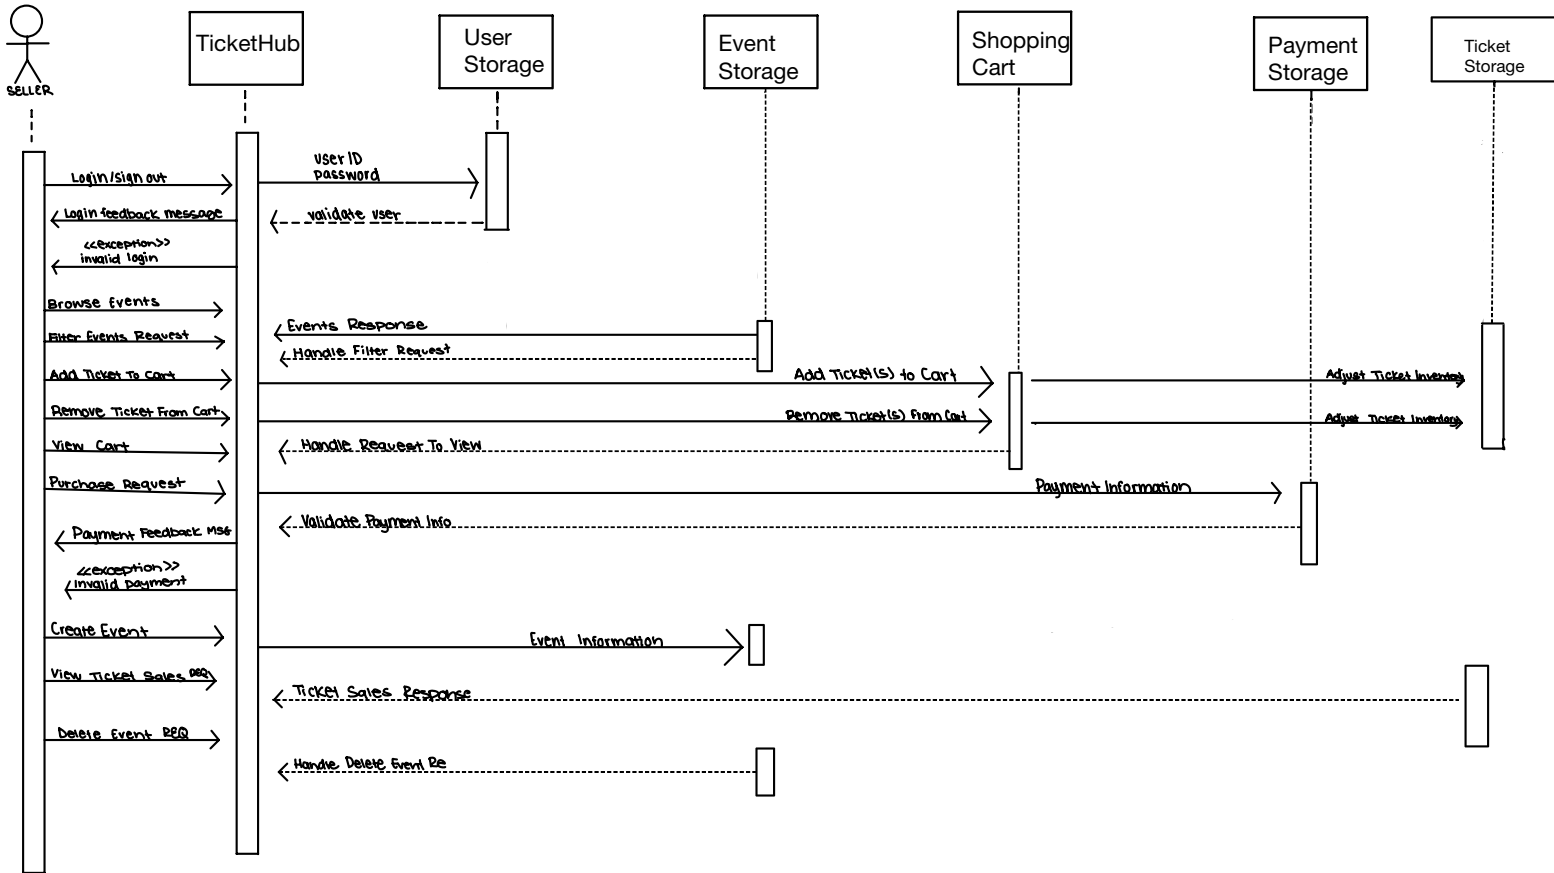 SELLER
TicketHub
User
Storage
Event
Storage
Shopping
Cart
Payment
Storage
Ticket
Storage
Login/sign out
User ID
password
Login feedback message
validate user
<<exception>>
invalid login
Browse Events
Events Response
Filter Events Request
Handle Filter Request
Add Ticket To Cart
Add Ticket(s) to Cart
Adjust Ticket Inventory
Remove Ticket From Cart
Remove Ticket(s) From Cart
Adjust Ticket Inventory
View Cart
Handle Request To View
Purchase Request
Payment Information
Validate Payment Info
Payment Feedback MSG
<<exception>>
Invalid payment
Create Event
Event Information
View Ticket Sales REQ
Ticket Sales Response
Delete Event REQ
Handle Delete Event Re